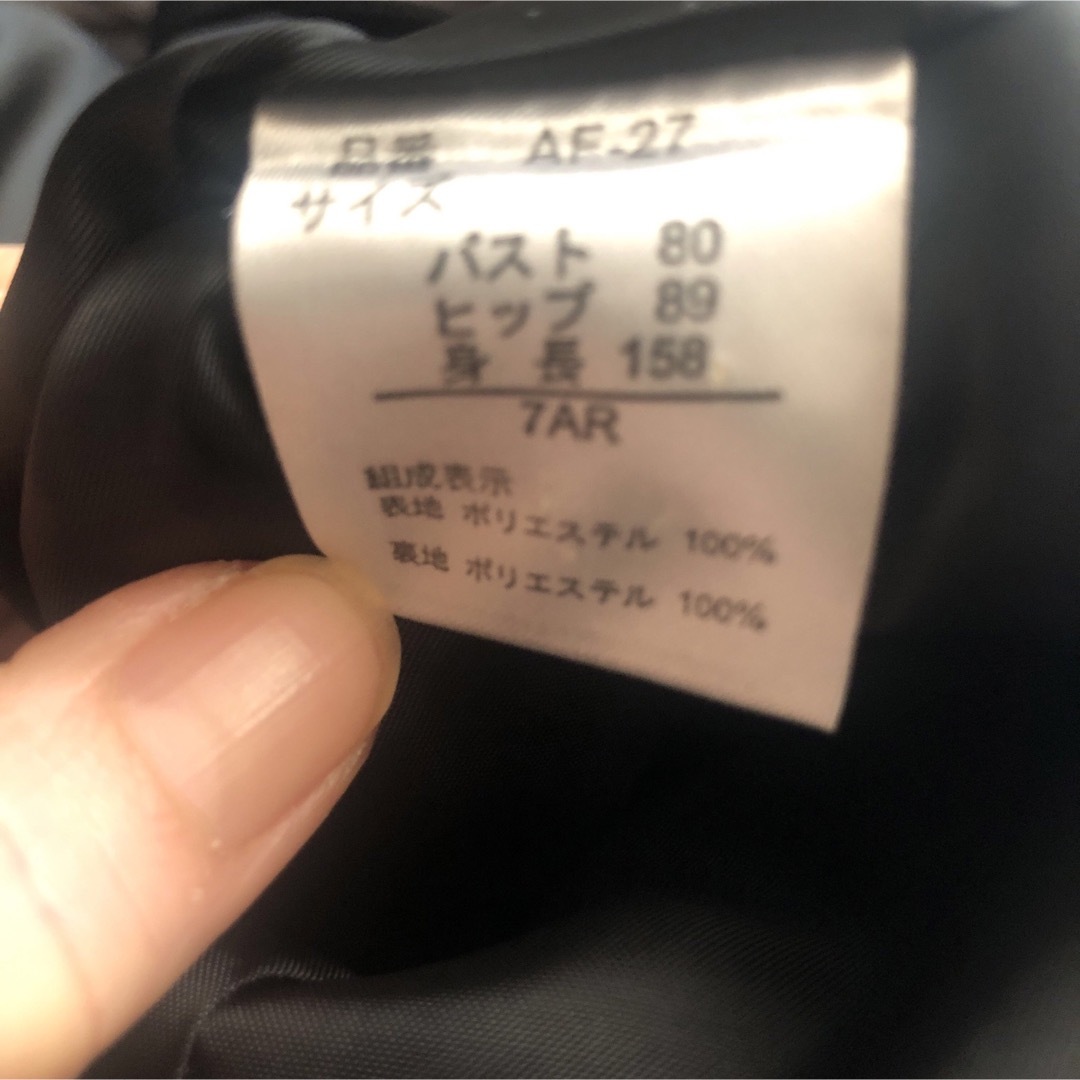 品番 AF-27
サイズ
バスト 80
ヒップ 89
身長 158
7AR
組成表示
表地 ポリエステル 100%
裏地 ポリエステル 100%